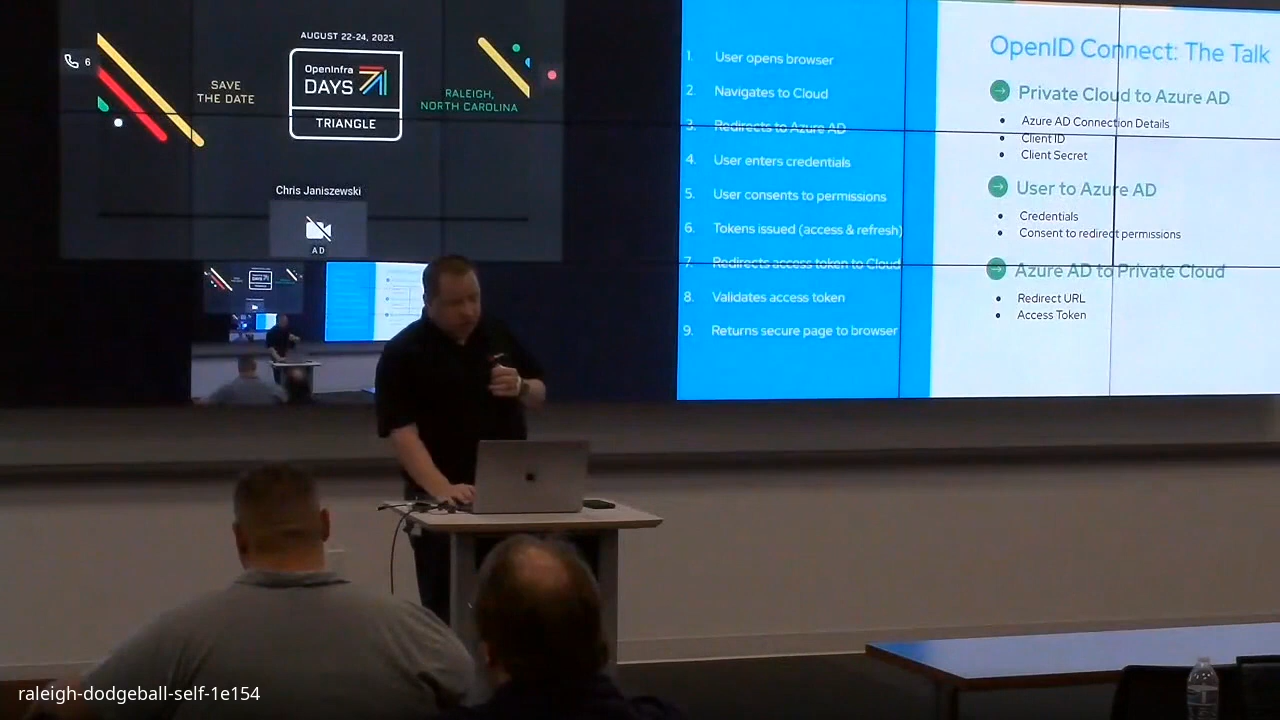 AUGUST 22-24, 2023
6
SAVE
THE DATE
OpenInfra
DAYS
TRIANGLE
RALEIGH,
NORTH CAROLINA
Chris Janiszewski
AD
1. User opens browser
2. Navigates to Cloud
3. Redirects to Azure AD
4. User enters credentials
5. User consents to permissions
6. Tokens issued (access & refresh)
7. Redirects access token to Cloud
8. Validates access token
9. Returns secure page to browser
OpenID Connect: The Talk
Private Cloud to Azure AD
• Azure AD Connection Details
• Client ID
• Client Secret
User to Azure AD
• Credentials
• Consent to redirect permissions
Azure AD to Private Cloud
• Redirect URL
• Access Token
raleigh-dodgeball-self-1e154